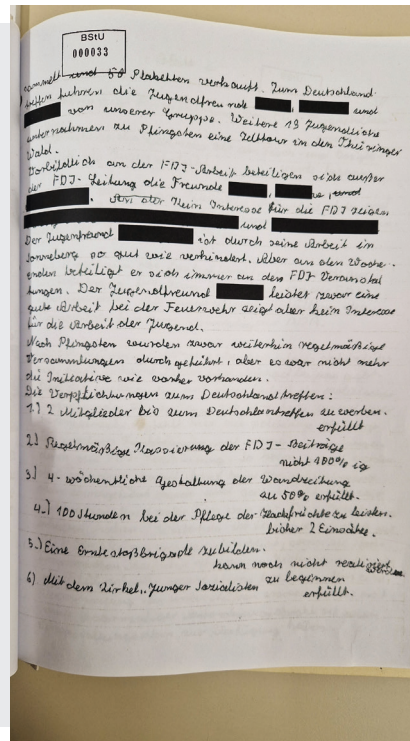 BStU
000033
sammelt und 58 Plaketten verkauft. Zum Deutschland-
treffen fuhren die Jugendfreunde und
von unserer Gruppe. Weitere 13 Jugendliche
unternahmen zu Pfingsten eine Zelttour in den Thüringer
Wald.
Vorbildlich an der FDJ-Arbeit beteiligen sich außer
der FDJ-Leitung die Freunde , und
. Kein Interesse für die FDJ zeigen
und
Der Jugendfreund ist durch seine Arbeit in
Sonneberg so gut wie verhindert. Aber an den Wochen-
enden beteiligt er sich immer an den FDJ Veranstal
tungen. Der Jugendfreund leistet zwar eine
gute Arbeit bei der Feuerwehr zeigt aber kein Interesse
für die Arbeit der Jugend.
Nach Pfingsten wurden zwar weiterhin regelmäßige
Versammlungen durchgeführt, aber es war nicht mehr
die Initiative wie vorher vorhanden.
Die Verpflichtungen zum Deutschlandtreffen:
1.) 2 Mitglieder bis zum Deutschlandtreffen zu werben.
erfüllt
2.) Regelmäßige Kassierung der FDJ-Beiträge
nicht 100% ig
3.) 4-wöchentliche Gestaltung der Wandzeitung
zu 50% erfüllt.
4.) 100 Stunden bei der Pflege der Hackfrüchte zu leisten.
bisher 2 Einsätze.
5.) Eine Erntestoßbrigade zu bilden.
kann noch nicht realisiert werden
6.) Mit dem Zirkel „Junger Sozialisten zu beginnen
erfüllt.